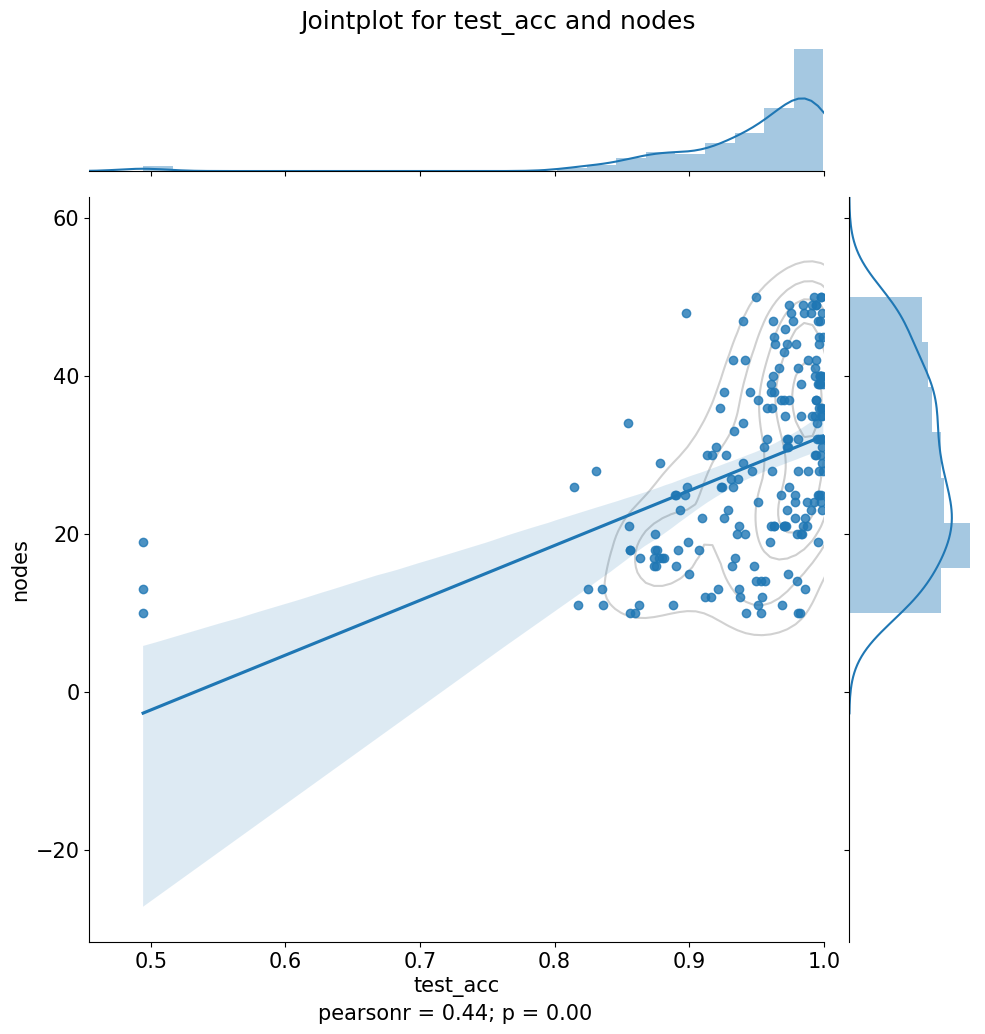 Jointplot for test_acc and nodes
60
40
20
0
−20
nodes
0.5 0.6 0.7 0.8 0.9 1.0
test_acc
pearsonr = 0.44; p = 0.00